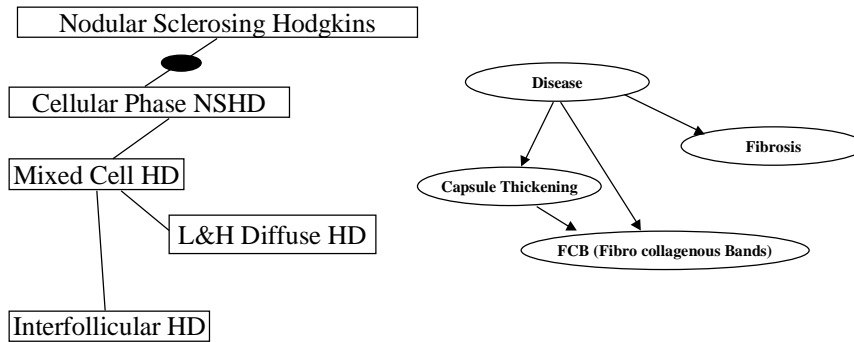 Nodular Sclerosing Hodgkins
Cellular Phase NSHD
Mixed Cell HD
L&H Diffuse HD
Interfollicular HD
Disease
Fibrosis
Capsule Thickening
FCB (Fibro collagenous Bands)